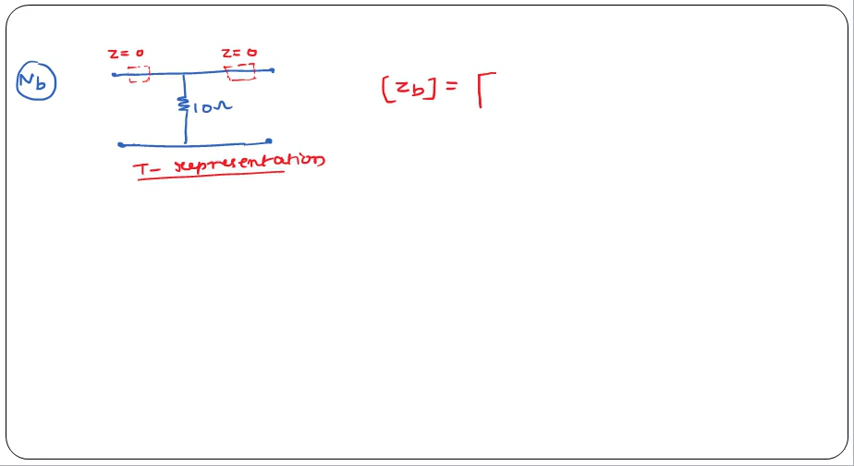 Z=0 Z=0
Nb
10Ω
[Zb] = [
T- representation